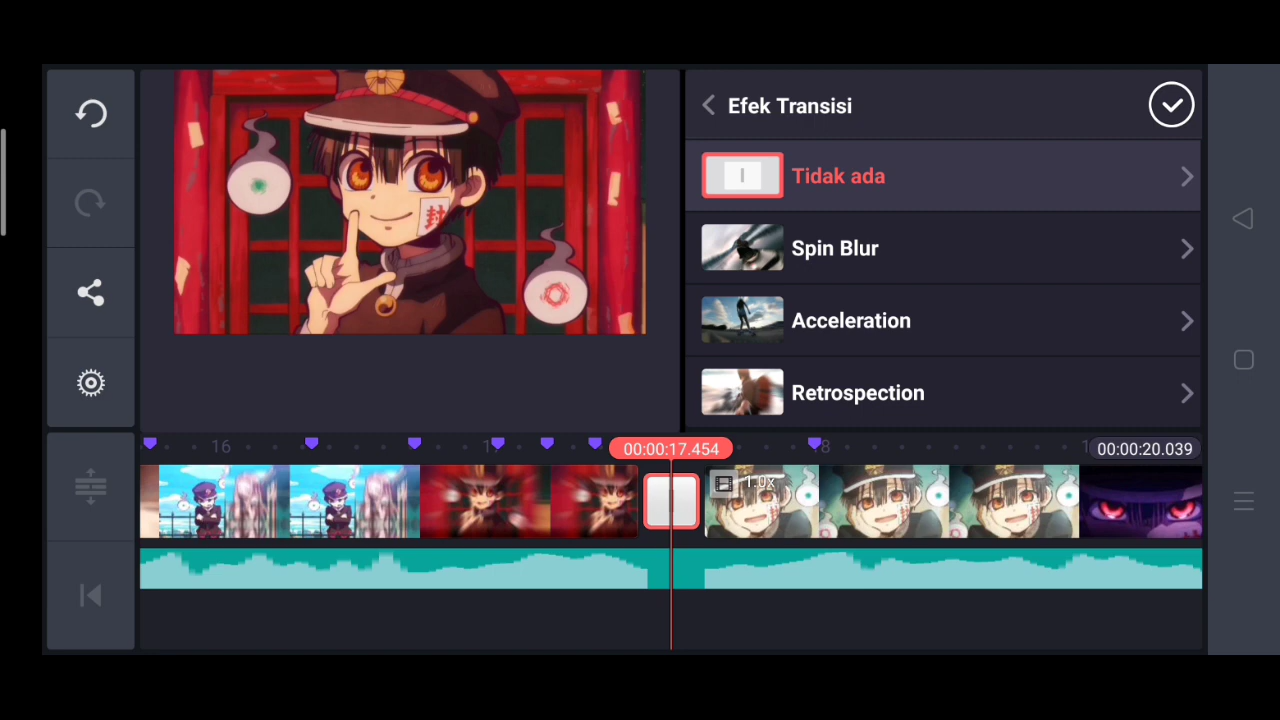 Efek Transisi
Tidak ada
Spin Blur
Acceleration
Retrospection
封
16
00:00:17.454
00:00:20.039
1.0x